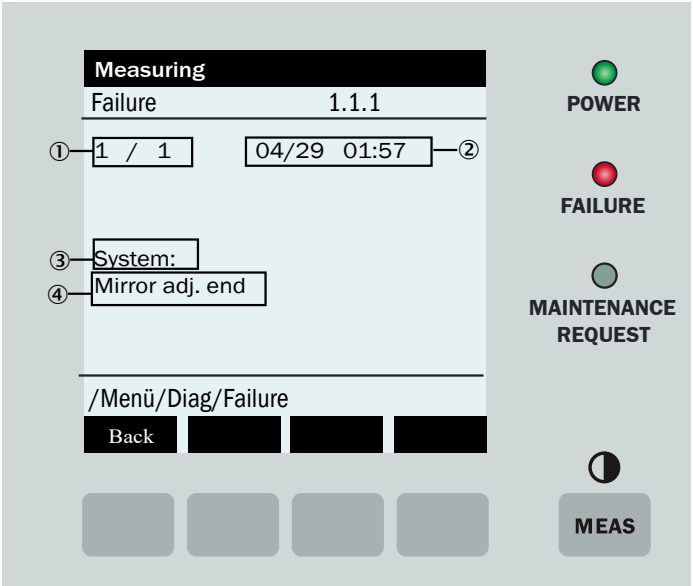 Measuring
Failure 1.1.1
① 1 / 1 04/29 01:57 ②
③ System:
④ Mirror adj. end
/Menü/Diag/Failure
Back
POWER
FAILURE
MAINTENANCE
REQUEST
MEAS